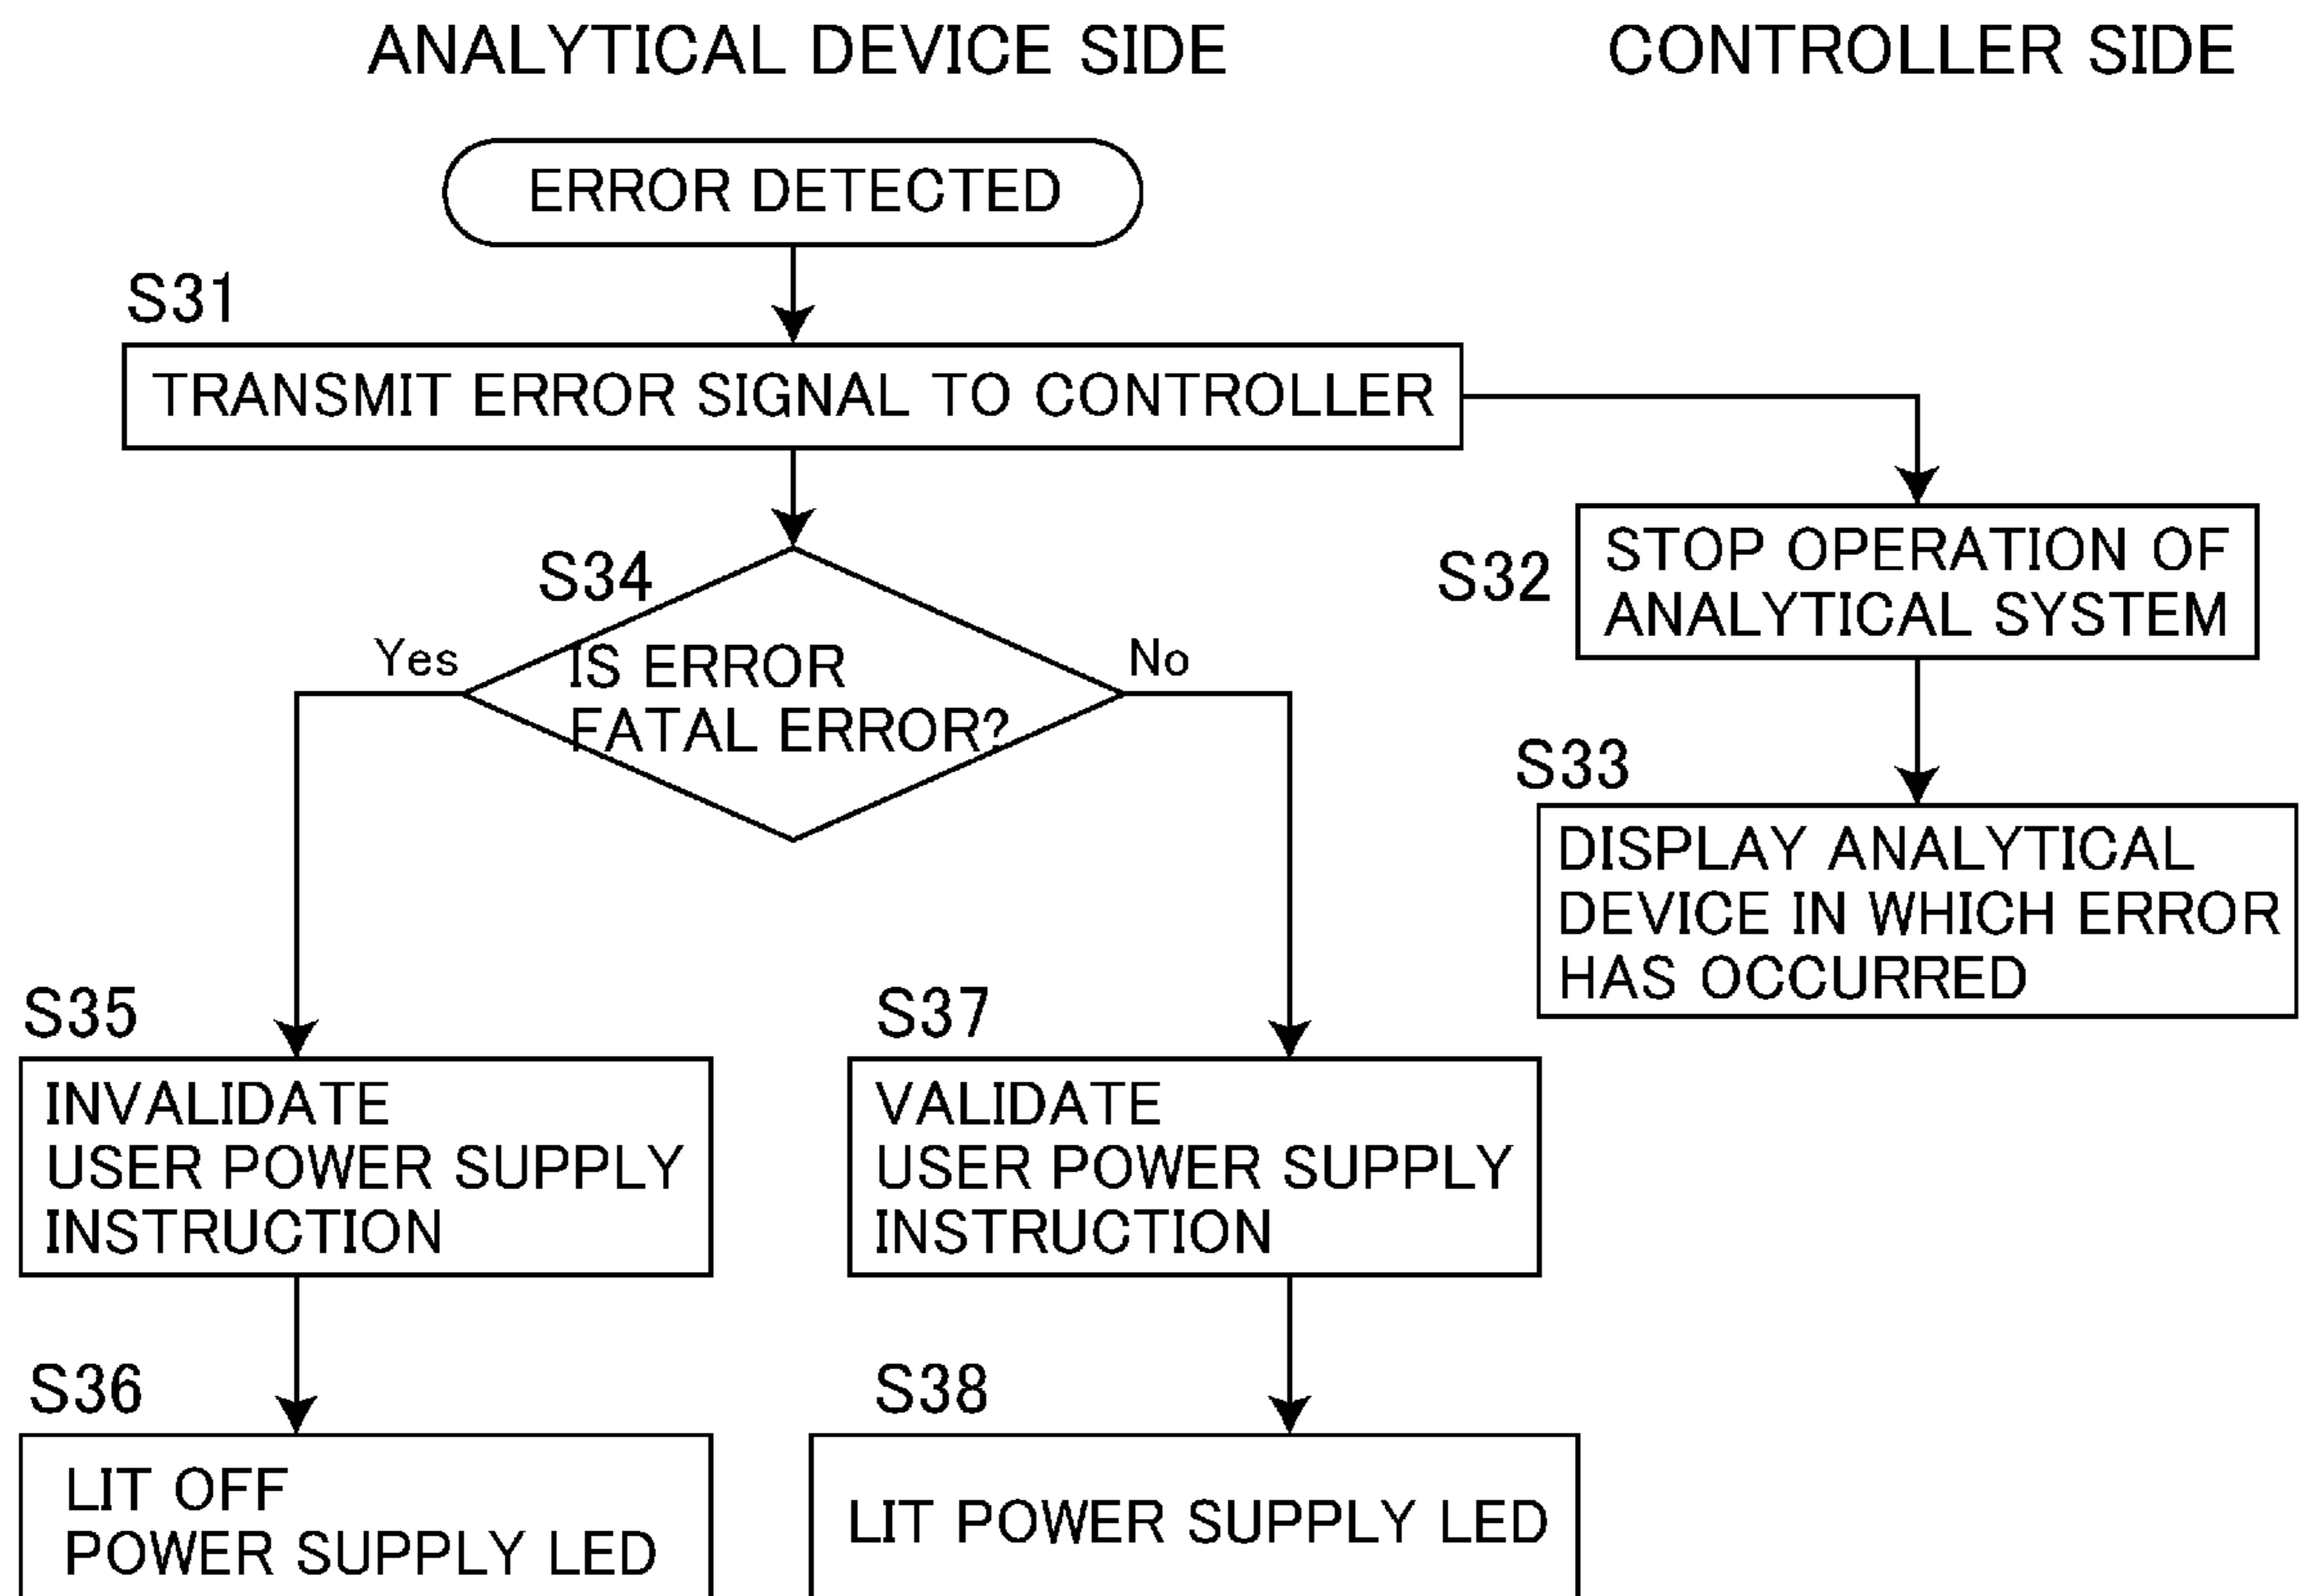 ANALYTICAL DEVICE SIDE
CONTROLLER SIDE
ERROR DETECTED
S31
TRANSMIT ERROR SIGNAL TO CONTROLLER
S32
STOP OPERATION OF
ANALYTICAL SYSTEM
S33
DISPLAY ANALYTICAL
DEVICE IN WHICH ERROR
HAS OCCURRED
S34
IS ERROR
FATAL ERROR?
Yes
No
S35
INVALIDATE
USER POWER SUPPLY
INSTRUCTION
S37
VALIDATE
USER POWER SUPPLY
INSTRUCTION
S36
LIT OFF
POWER SUPPLY LED
S38
LIT POWER SUPPLY LED